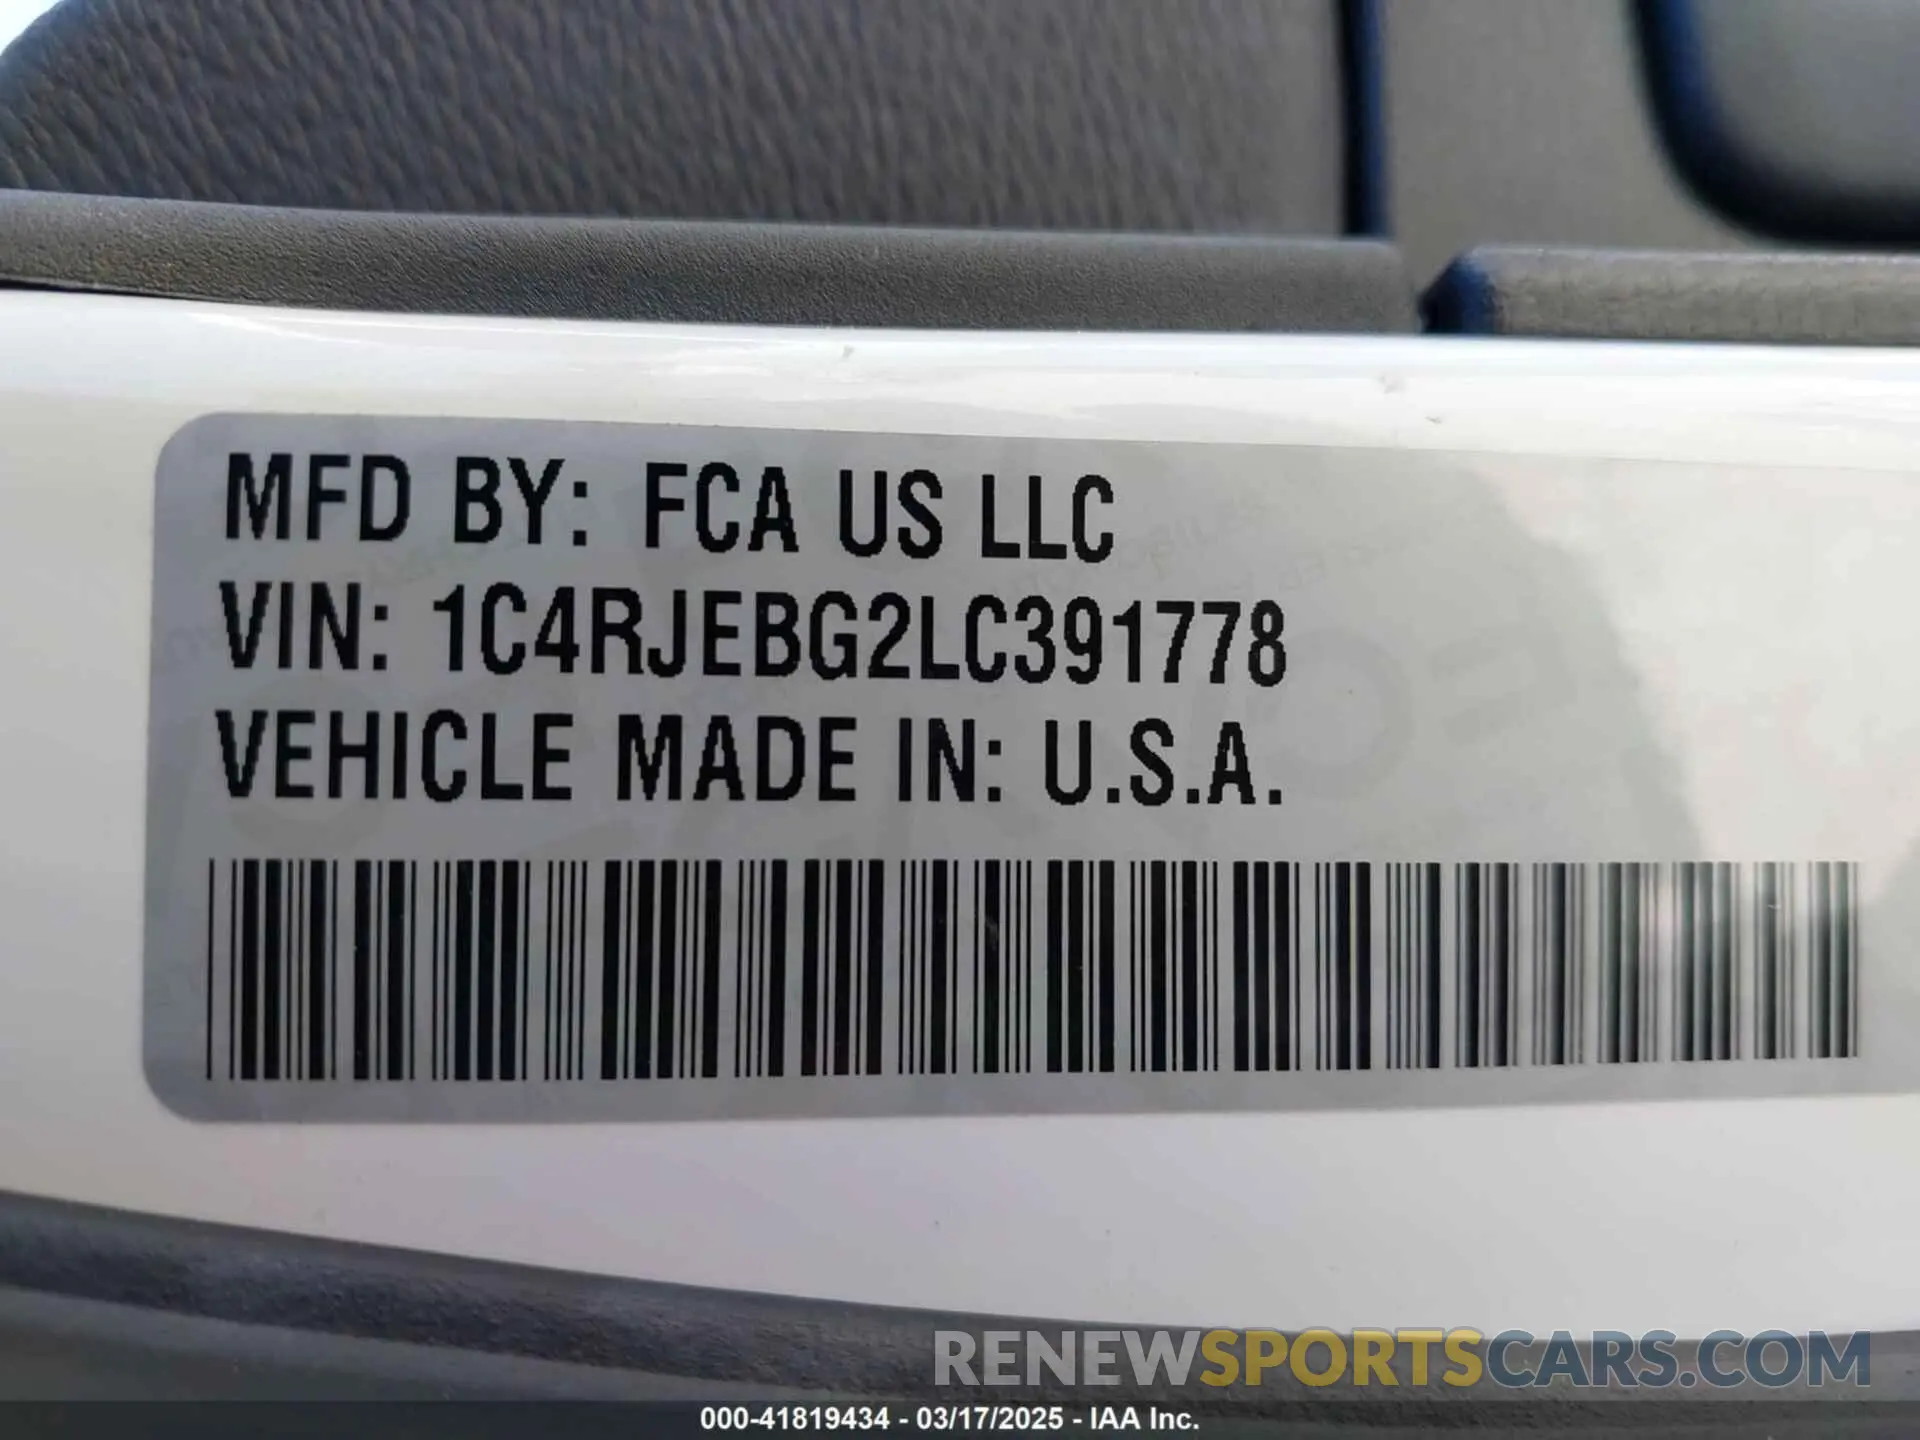 MFD BY: FCA US LLC
VIN: 1C4RJEBG2LC391778
VEHICLE MADE IN: U.S.A.
RENEWSPORTSCARS.COM
000-41819434 - 03/17/2025 - IAA Inc.